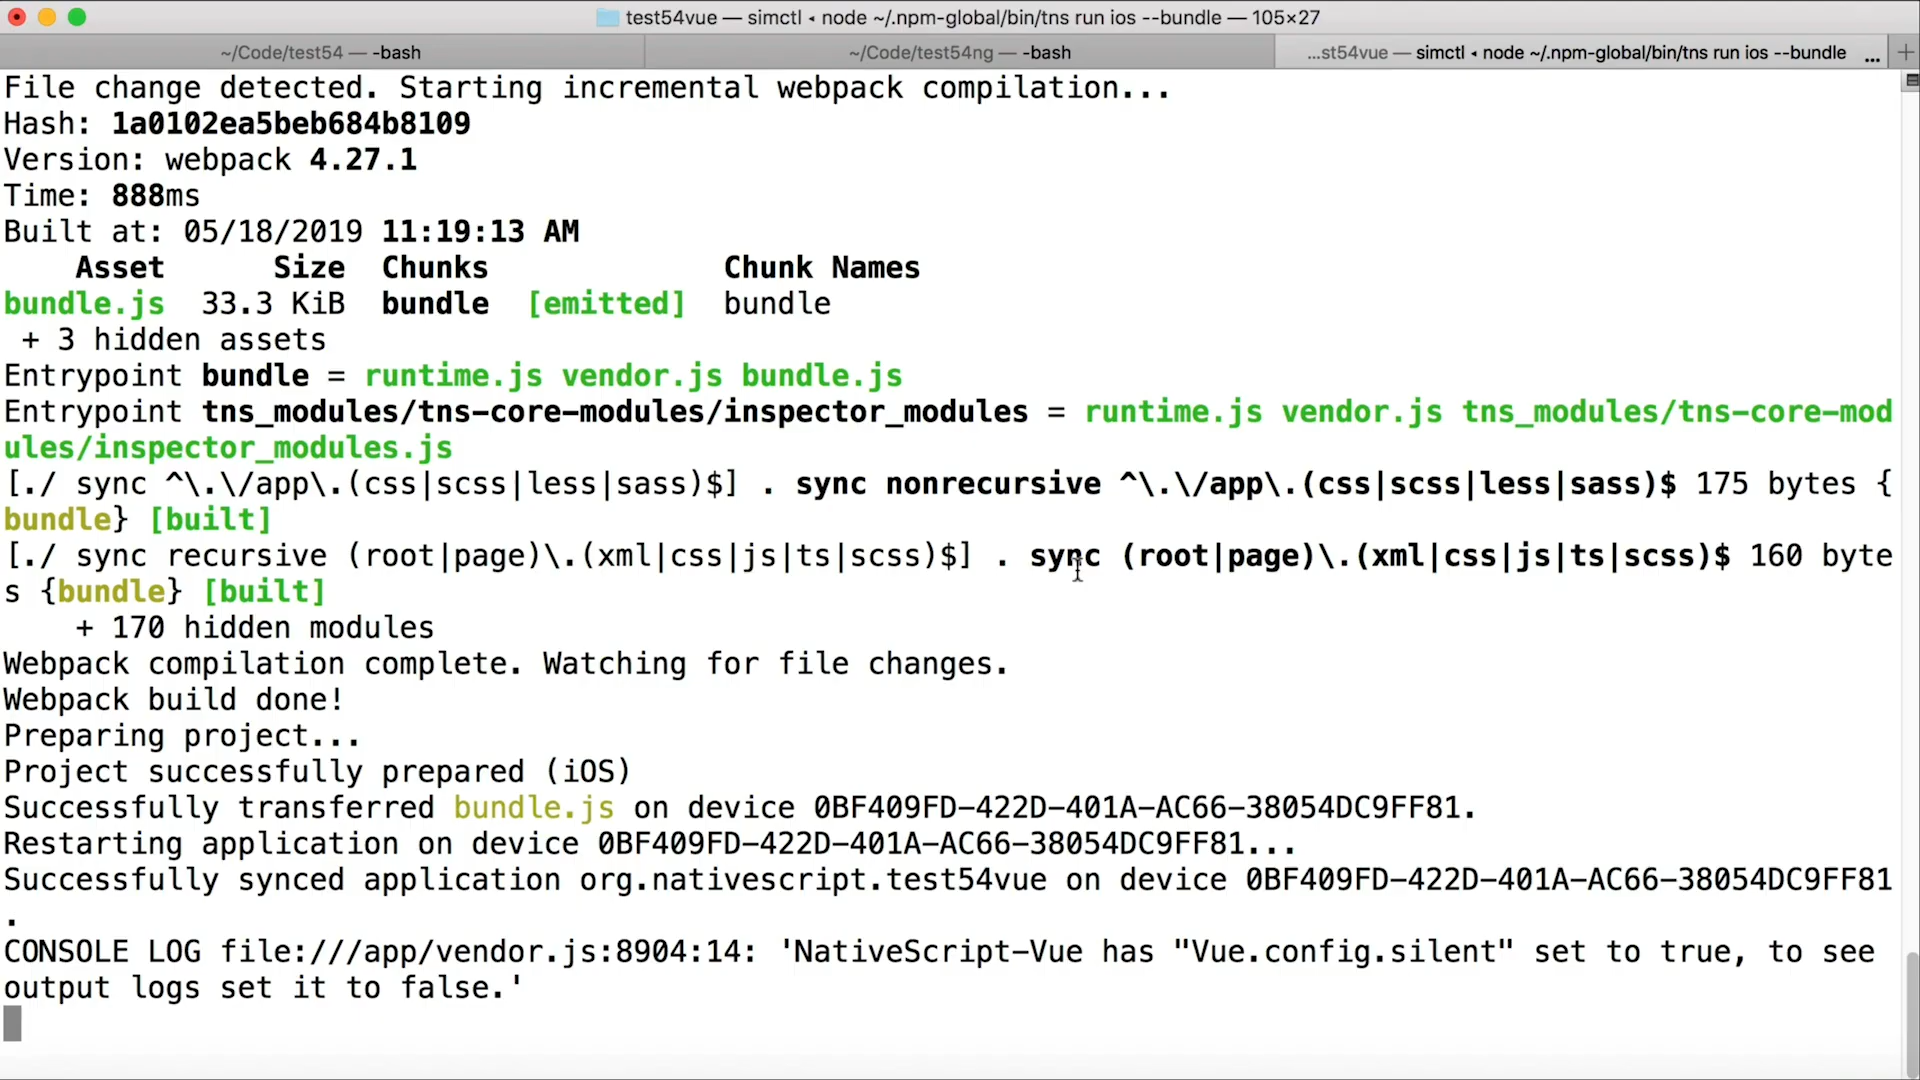 test54vue — simctl ◂ node ~/.npm-global/bin/tns run ios --bundle — 105×27
~/Code/test54 — -bash
~/Code/test54ng — -bash
...st54vue — simctl ◂ node ~/.npm-global/bin/tns run ios --bundle ...
File change detected. Starting incremental webpack compilation...
Hash: 1a0102ea5beb684b8109
Version: webpack 4.27.1
Time: 888ms
Built at: 05/18/2019 11:19:13 AM
    Asset      Size  Chunks             Chunk Names
bundle.js  33.3 KiB  bundle  [emitted]  bundle
 + 3 hidden assets
Entrypoint bundle = runtime.js vendor.js bundle.js
Entrypoint tns_modules/tns-core-modules/inspector_modules = runtime.js vendor.js tns_modules/tns-core-mod
ules/inspector_modules.js
[./ sync ^\.\/app\.(css|scss|less|sass)$] . sync nonrecursive ^\.\/app\.(css|scss|less|sass)$ 175 bytes {
bundle} [built]
[./ sync recursive (root|page)\.(xml|css|js|ts|scss)$] . sync (root|page)\.(xml|css|js|ts|scss)$ 160 byte
s {bundle} [built]
    + 170 hidden modules
Webpack compilation complete. Watching for file changes.
Webpack build done!
Preparing project...
Project successfully prepared (iOS)
Successfully transferred bundle.js on device 0BF409FD-422D-401A-AC66-38054DC9FF81.
Restarting application on device 0BF409FD-422D-401A-AC66-38054DC9FF81...
Successfully synced application org.nativescript.test54vue on device 0BF409FD-422D-401A-AC66-38054DC9FF81
.
CONSOLE LOG file:///app/vendor.js:8904:14: 'NativeScript-Vue has "Vue.config.silent" set to true, to see
output logs set it to false.'